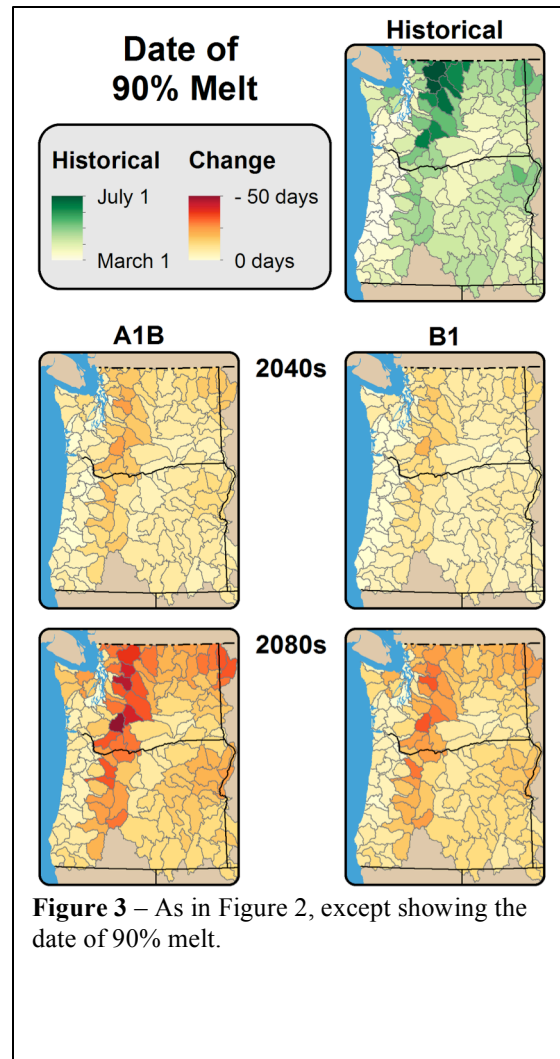 Historical
Date of
90% Melt
Historical Change
July 1 - 50 days
March 1 0 days
A1B B1
2040s
2080s
Figure 3 – As in Figure 2, except showing the
date of 90% melt.